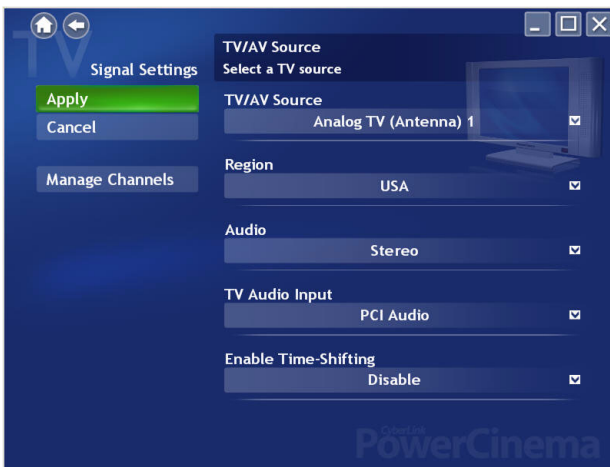 TV
Signal Settings
Apply
Cancel
Manage Channels
TV/AV Source
Select a TV source
TV/AV Source
Analog TV (Antenna) 1
Region
USA
Audio
Stereo
TV Audio Input
PCI Audio
Enable Time-Shifting
Disable
CyberLink
PowerCinema